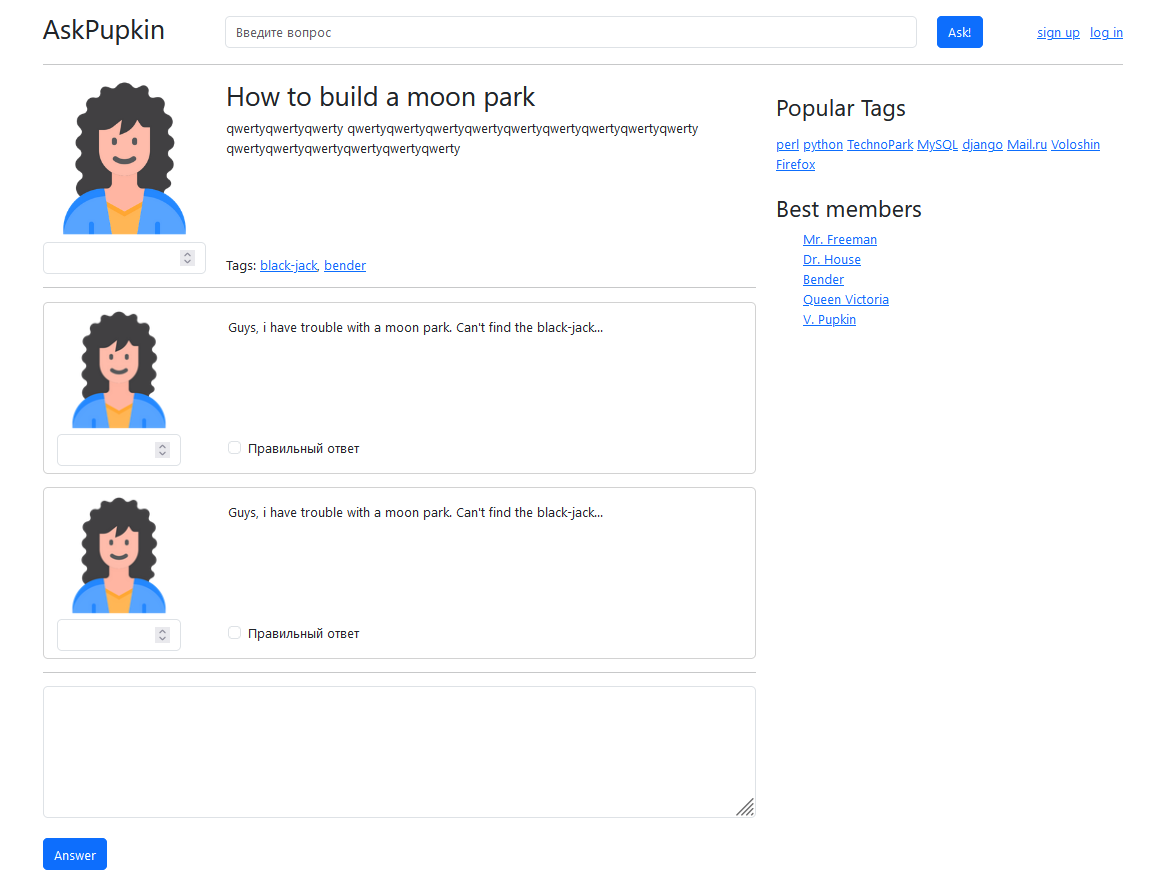 AskPupkin
Введите вопрос
Ask!
sign up log in
How to build a moon park
qwertyqwertyqwerty qwertyqwertyqwertyqwertyqwertyqwertyqwertyqwertyqwerty
qwertyqwertyqwertyqwertyqwertyqwerty
Tags: black-jack, bender
Guys, i have trouble with a moon park. Can't find the black-jack...
Правильный ответ
Guys, i have trouble with a moon park. Can't find the black-jack...
Правильный ответ
Answer
Popular Tags
perl python TechnoPark MySQL django Mail.ru Voloshin
Firefox
Best members
Mr. Freeman
Dr. House
Bender
Queen Victoria
V. Pupkin